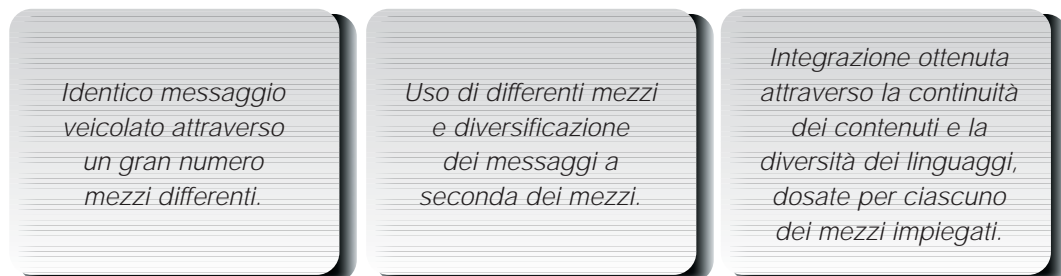 Identico messaggio
veicolato attraverso
un gran numero
mezzi differenti.
Uso di differenti mezzi
e diversificazione
dei messaggi a
seconda dei mezzi.
Integrazione ottenuta
attraverso la continuità
dei contenuti e la
diversità dei linguaggi,
dosate per ciascuno
dei mezzi impiegati.